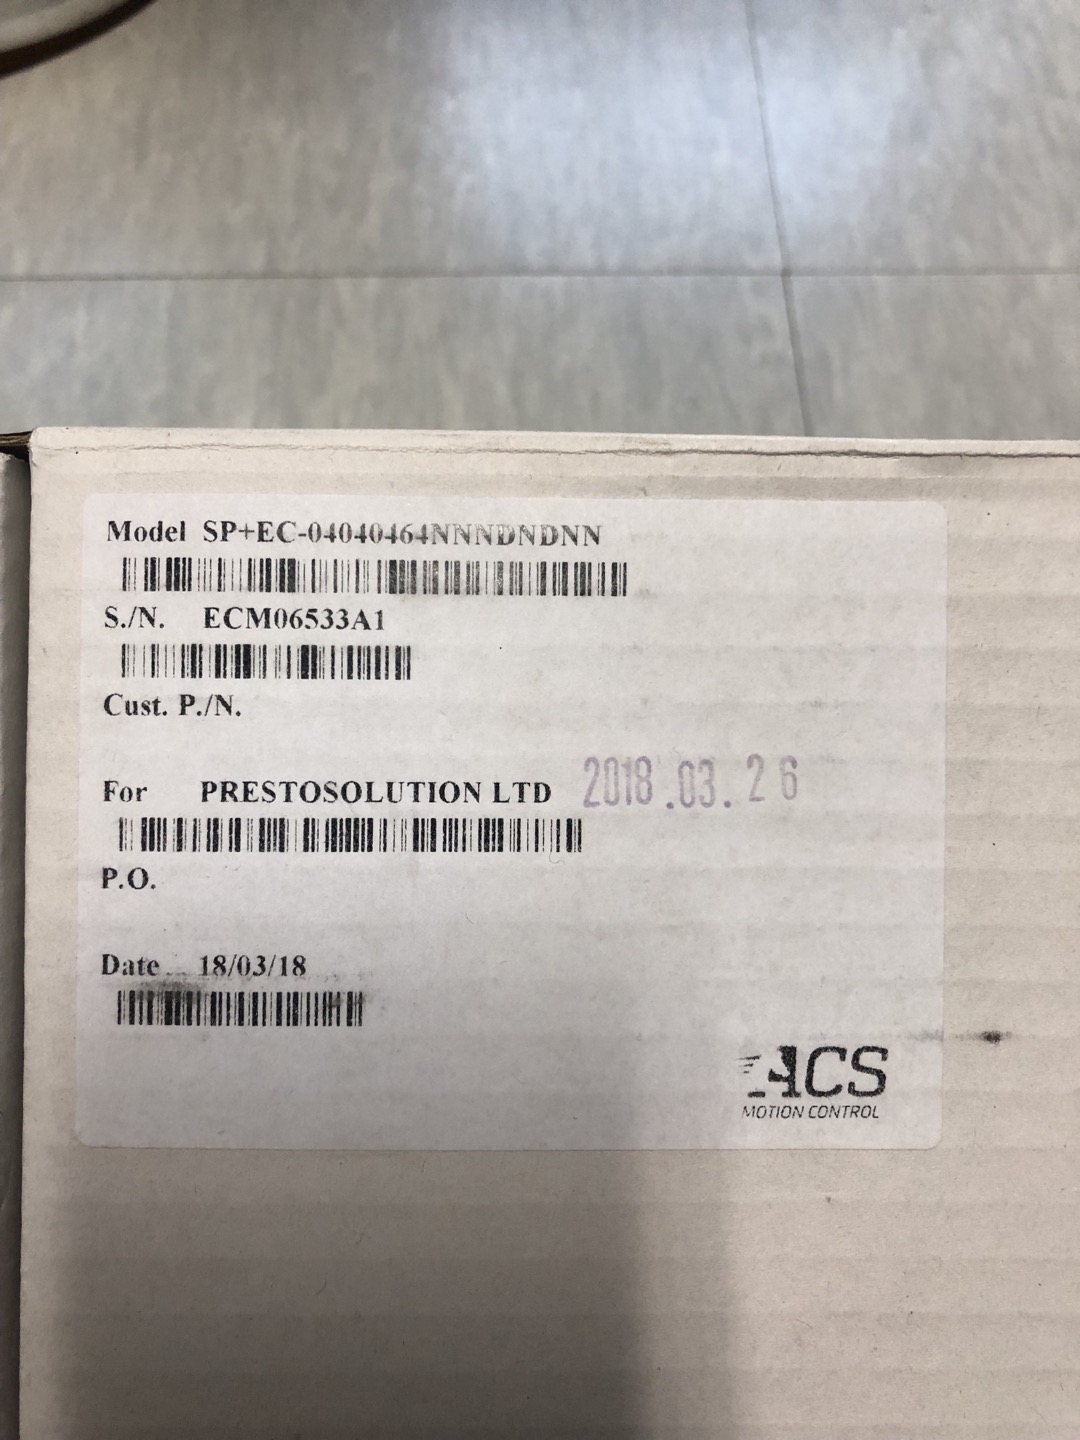 Model SP+EC-04040464NNNDNDNN
S./N. ECM06533A1
Cust. P./N.
For PRESTOSOLUTION LTD 2018.03.26
P.O.
Date 18/03/18
ACS
MOTION CONTROL